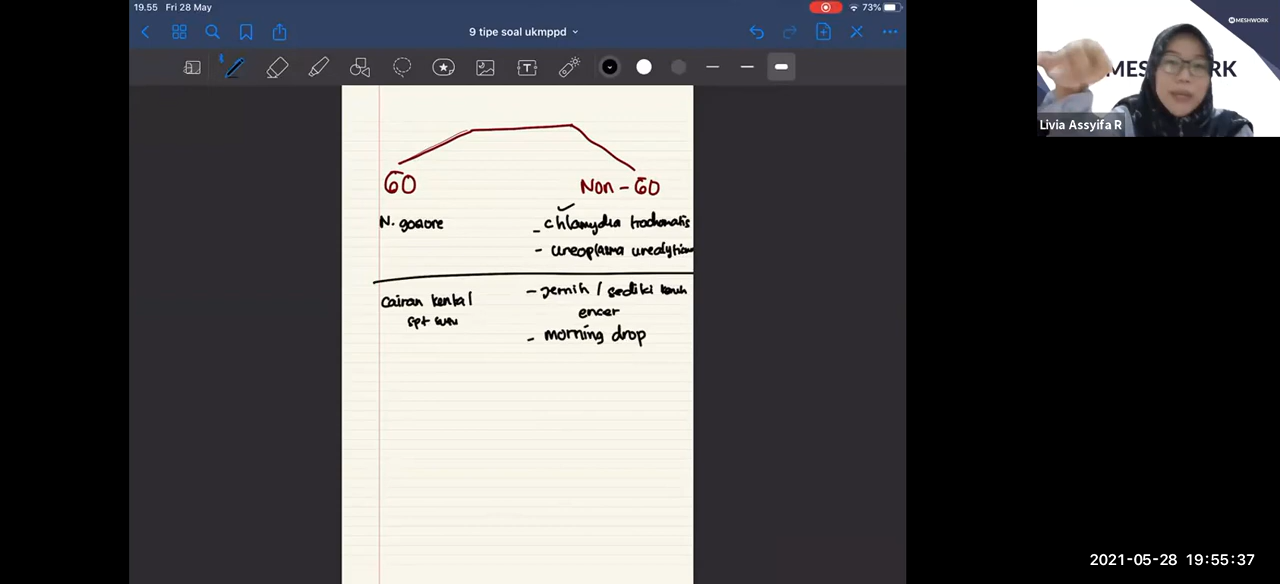 19.55 Fri 28 May
73%
9 tipe soal ukmppd
MESHWORK
MESHWORK
Livia Assyifa R
GO
Non - GO
N. gonore
- chlamydia trachomatis
- ureoplasma urealyticum
cairan kental
spt susu
- Jernih / sedikit keruh
encer
- morning drop
2021-05-28 19:55:37